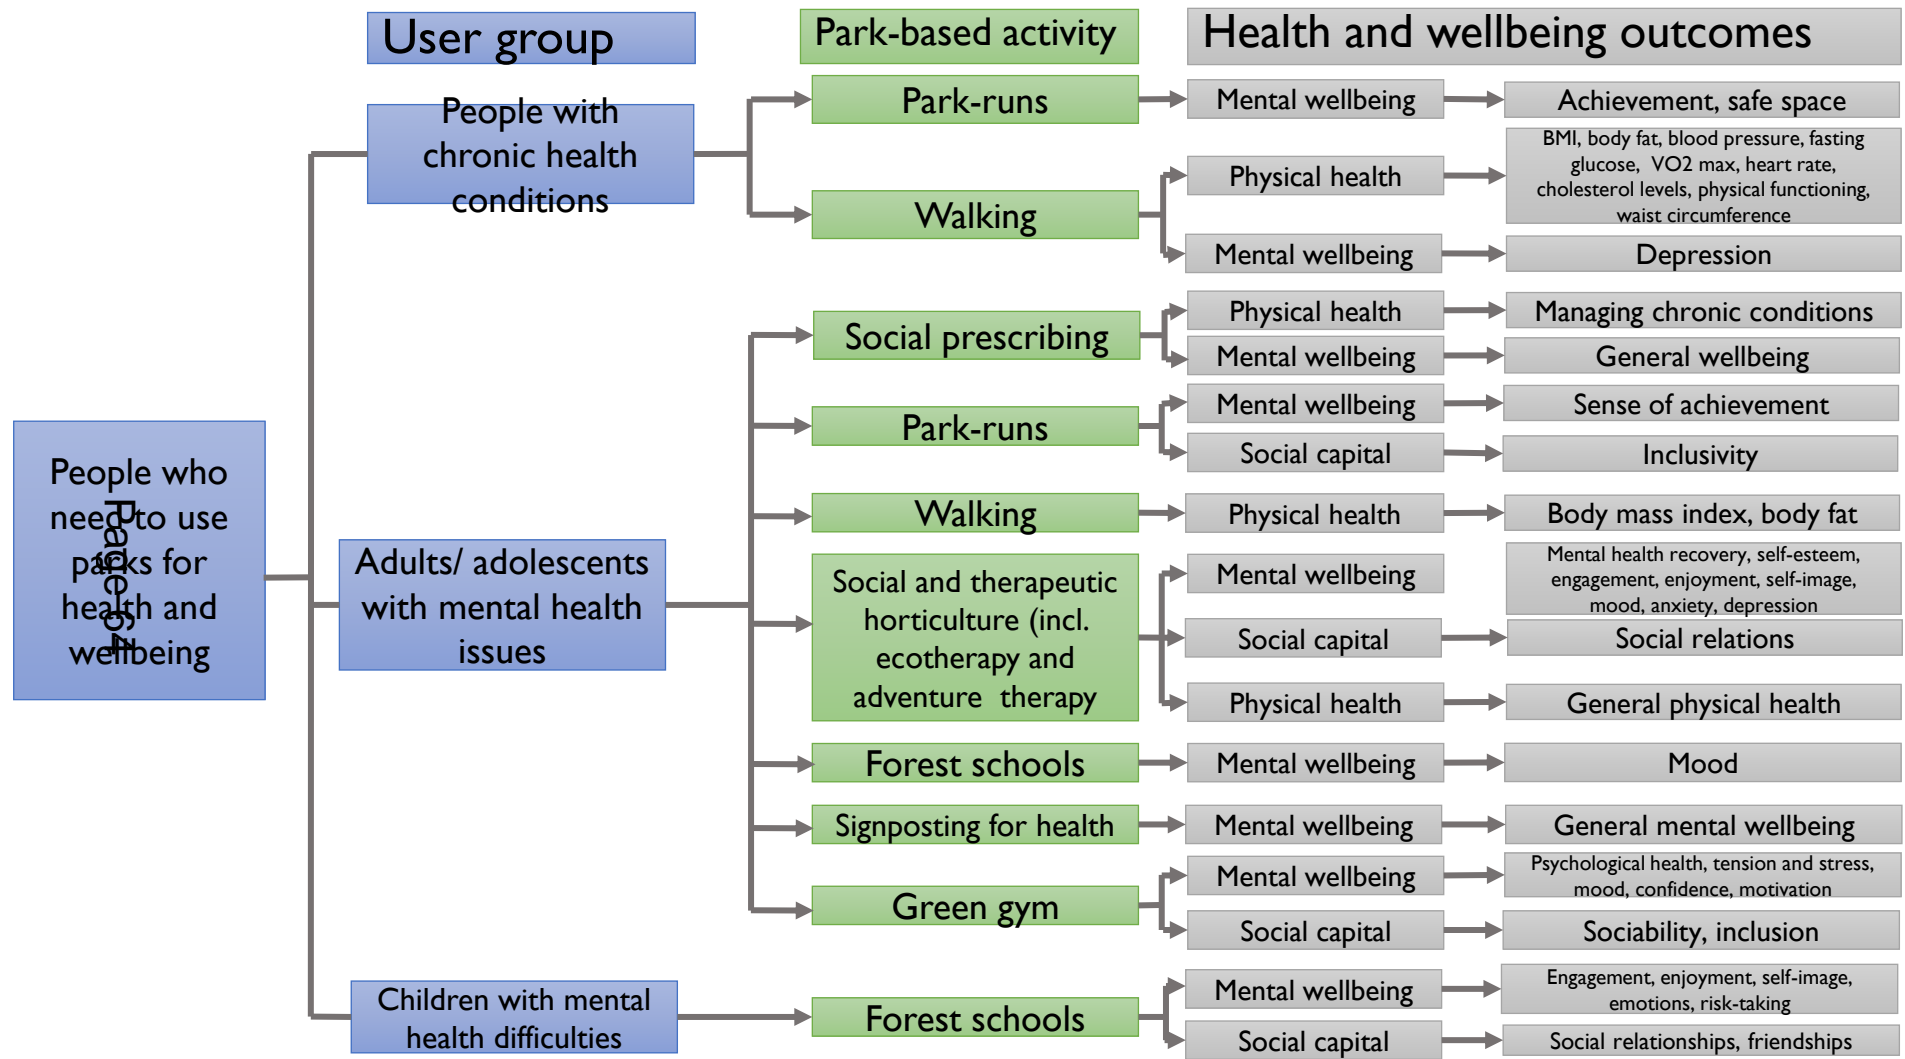 User group
Park-based activity
Health and wellbeing outcomes
People who
need to use
parks for
health and
wellbeing
Page 64
People with
chronic health
conditions
Park-runs
Mental wellbeing
Achievement, safe space
Walking
Physical health
BMI, body fat, blood pressure, fasting
glucose, VO2 max, heart rate,
cholesterol levels, physical functioning,
waist circumference
Mental wellbeing
Depression
Adults/ adolescents
with mental health
issues
Social prescribing
Physical health
Managing chronic conditions
Mental wellbeing
General wellbeing
Park-runs
Mental wellbeing
Sense of achievement
Social capital
Inclusivity
Walking
Physical health
Body mass index, body fat
Social and therapeutic
horticulture (incl.
ecotherapy and
adventure therapy
Mental wellbeing
Mental health recovery, self-esteem,
engagement, enjoyment, self-image,
mood, anxiety, depression
Social capital
Social relations
Physical health
General physical health
Forest schools
Mental wellbeing
Mood
Signposting for health
Mental wellbeing
General mental wellbeing
Green gym
Mental wellbeing
Psychological health, tension and stress,
mood, confidence, motivation
Social capital
Sociability, inclusion
Children with mental
health difficulties
Forest schools
Mental wellbeing
Engagement, enjoyment, self-image,
emotions, risk-taking
Social capital
Social relationships, friendships